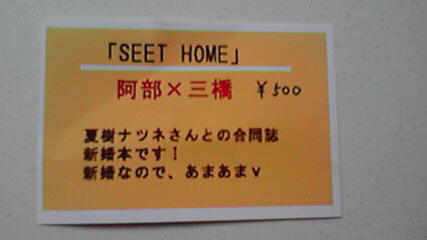 「SEET HOME」
阿部×三橋 ¥500
夏樹ナツネさんとの合同誌
新婚本です！
新婚なので、あまあまv